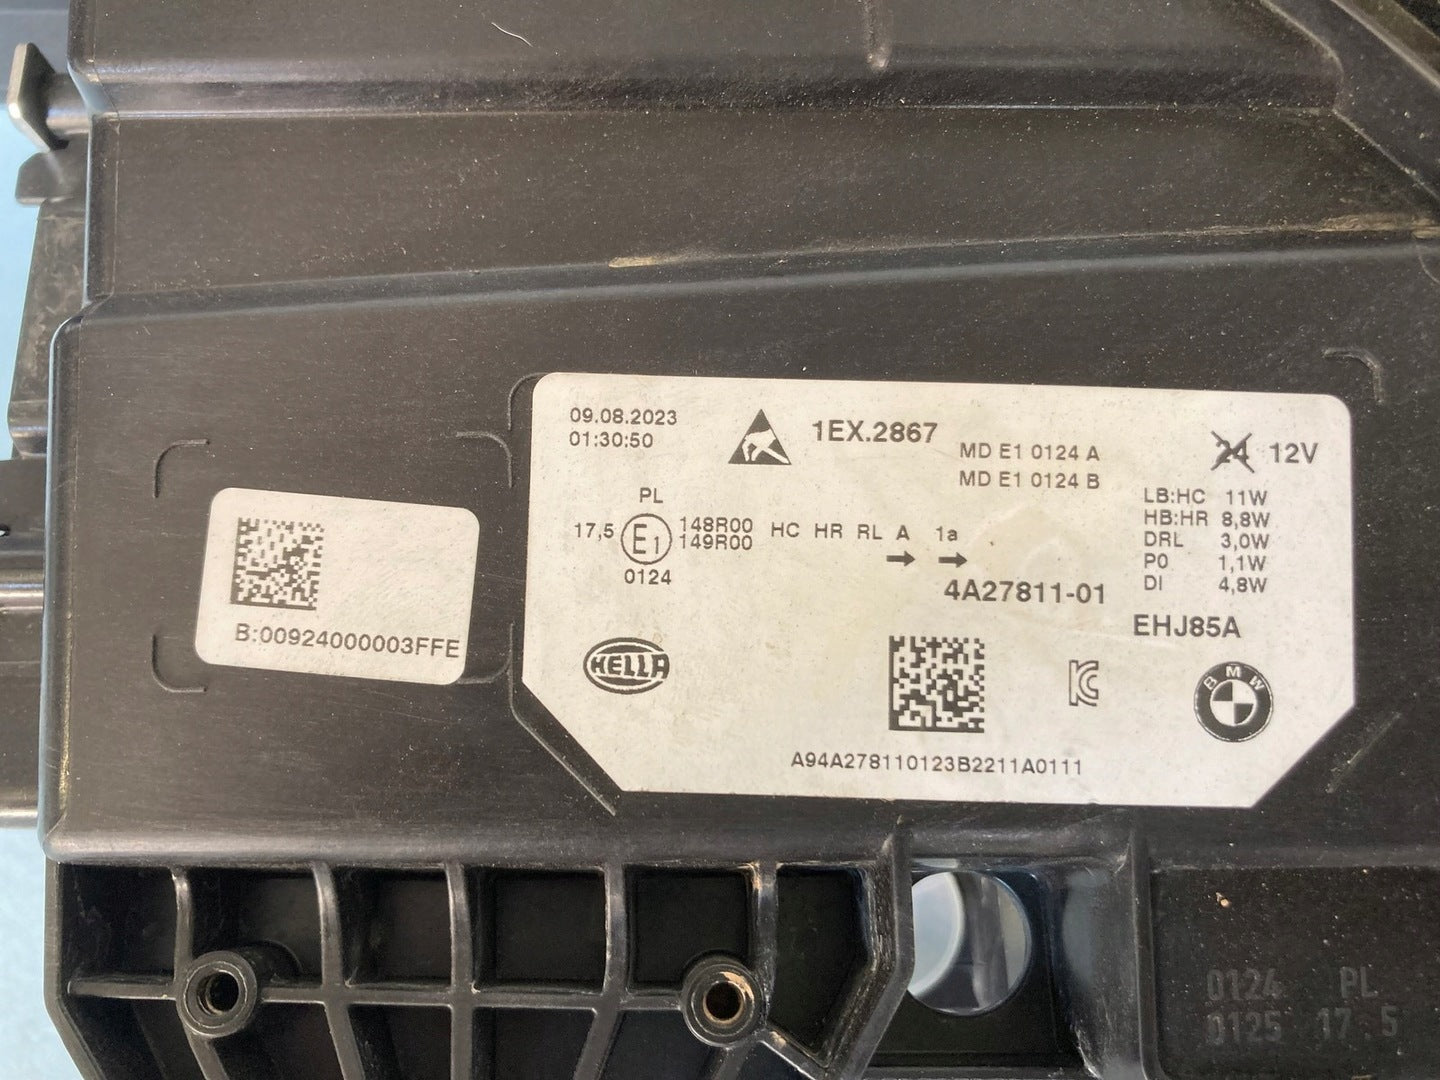 09.08.2023
01:30:50
1EX.2867
MD E1 0124 A
MD E1 0124 B
24 12V
PL
17,5 E1 148R00 HC HR RL A 1a
149R00
0124
4A27811-01
LB:HC 11W
HB:HR 8,8W
DRL 3,0W
PO 1,1W
DI 4,8W
EHJ85A
B:00924000003FFE
HELLA
BMW
A94A278110123B2211A0111
0124 PL
0125 17.5